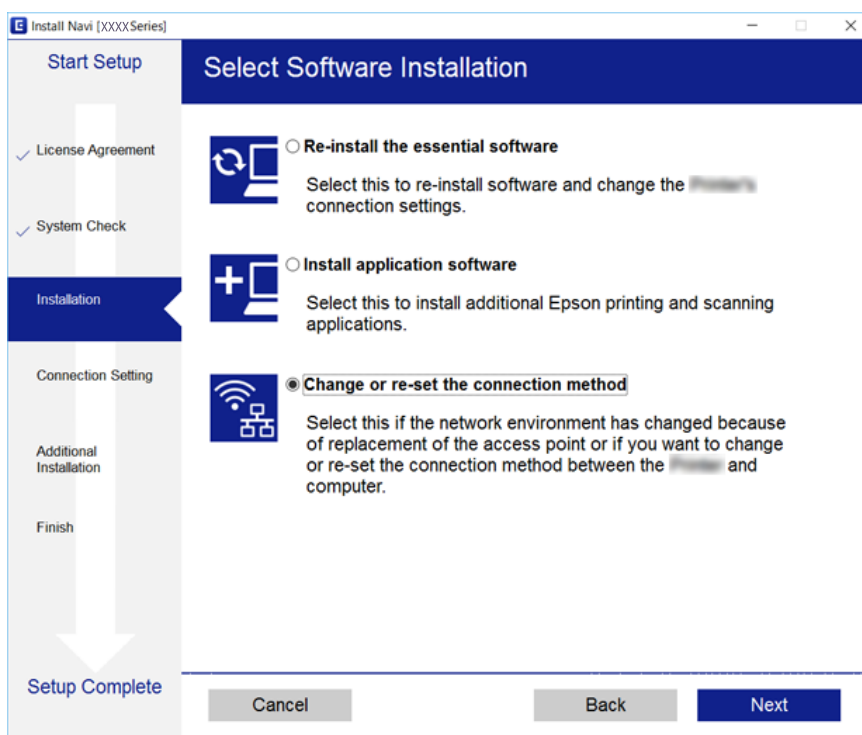 Install Navi [XXXX Series]
Start Setup
License Agreement
System Check
Installation
Connection Setting
Additional
Installation
Finish
Setup Complete
Select Software Installation
Re-install the essential software
Select this to re-install software and change the
connection settings.
Install application software
Select this to install additional Epson printing and scanning
applications.
Change or re-set the connection method
Select this if the network environment has changed because
of replacement of the access point or if you want to change
or re-set the connection method between the and
computer.
Cancel
Back
Next